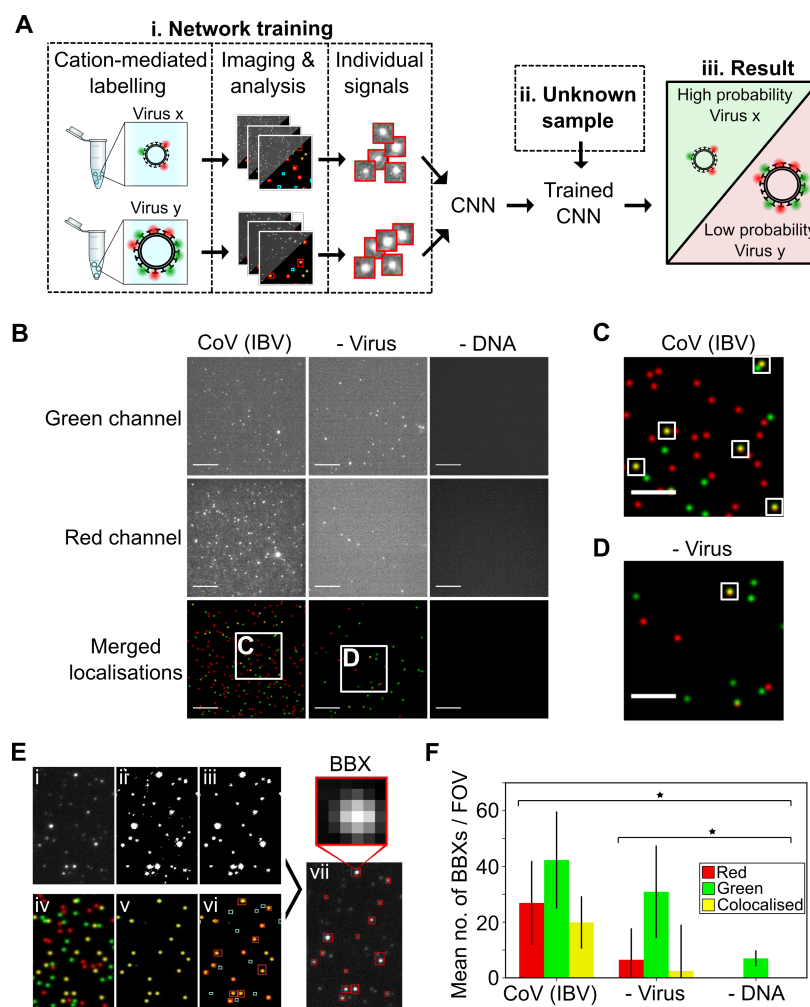 A
i. Network training
Cation-mediated
labelling
Imaging &
analysis
Individual
signals
Virus x
Virus y
CNN
ii. Unknown
sample
Trained
CNN
iii. Result
High probability
Virus x
Low probability
Virus y
B
CoV (IBV)
- Virus
- DNA
Green channel
Red channel
Merged
localisations
C
D
C
CoV (IBV)
D
- Virus
E
i
ii
iii
iv
v
vi
BBX
vii
F
Mean no. of BBXs / FOV
60
40
20
0
Red
Green
Colocalised
CoV (IBV)
- Virus
- DNA